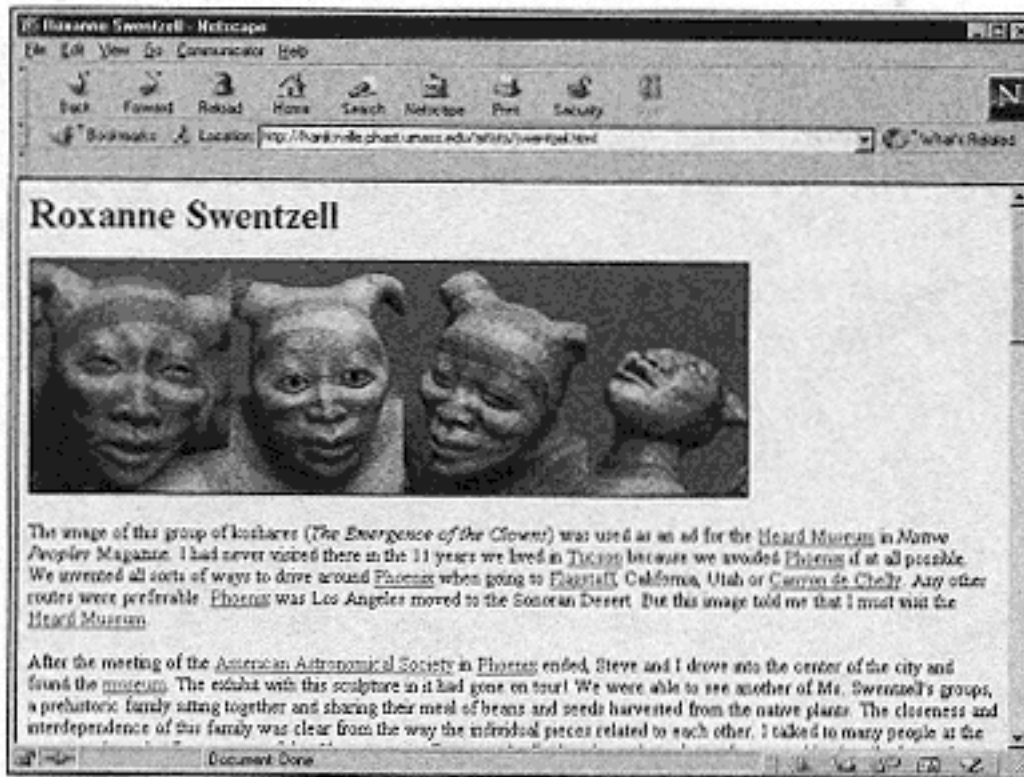 Roxanne Swentzell - Netscape
File Edit View Go Communicator Help
Back Forward Reload Home Search Netscape Print Security
Bookmarks Location: What's Related
N
Roxanne Swentzell
The image of this group of koshares (The Emergence of the Clowns) was used as an ad for the Heard Museum in Native
Peoples Magazine. I had never visited there in the 11 years we lived in Tucson because we avoided Phoenix if at all possible.
We invented all sorts of ways to drive around Phoenix when going to Flagstaff, California, Utah or Canyon de Chelly. Any other
routes were preferable. Phoenix was Los Angeles moved to the Sonoran Desert. But this image told me that I must visit the
Heard Museum.
After the meeting of the American Astronomical Society in Phoenix ended, Steve and I drove into the center of the city and
found the museum. The exhibit with this sculpture in it had gone on tour! We were able to see another of Ms. Swentzell's groups,
a prehistoric family sitting together and sharing their meal of beans and seeds harvested from the native plants. The closeness and
interdependence of this family was clear from the way the individual pieces related to each other. I talked to many people at the
Document: Done